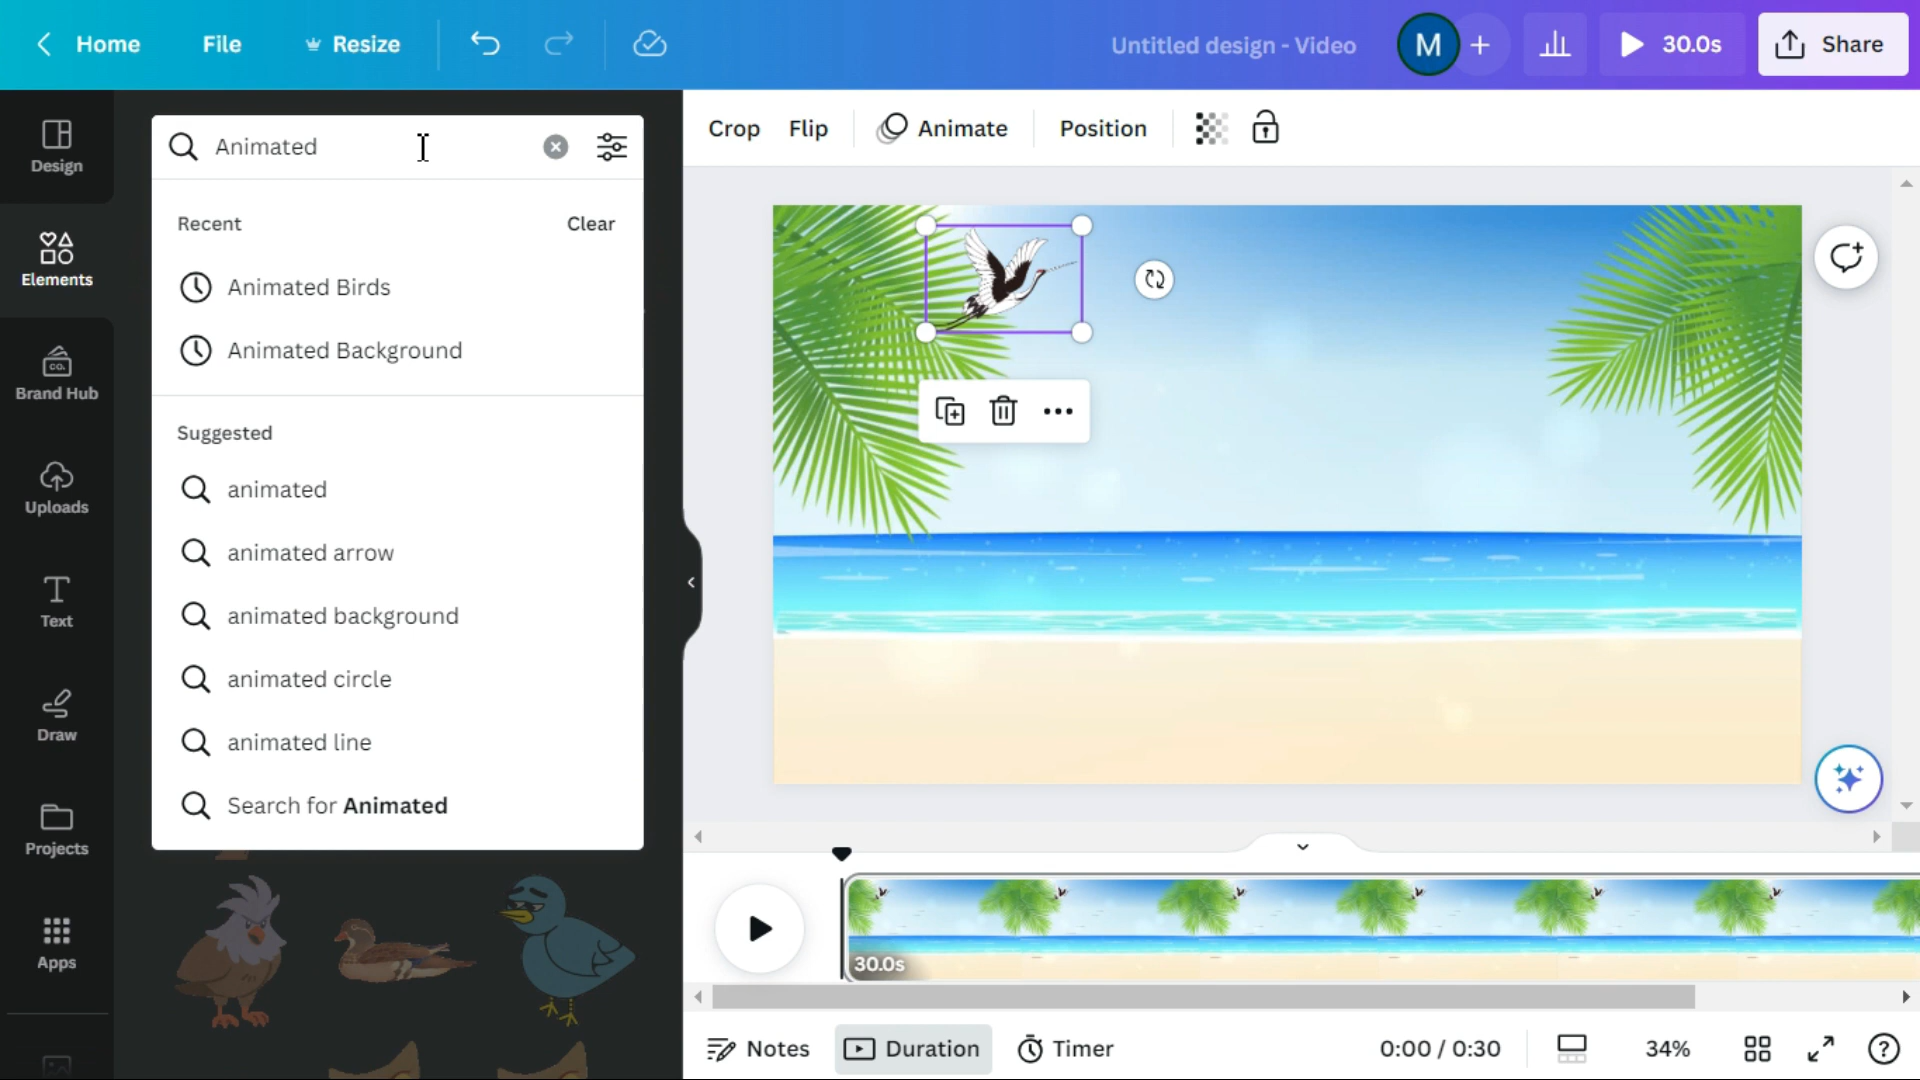 Home File Resize Untitled design - Video M 30.0s Share
Design
Elements
Brand Hub
CO.
Uploads
Text
Draw
Projects
Apps
Animated
Recent Clear
Animated Birds
Animated Background
Suggested
animated
animated arrow
animated background
animated circle
animated line
Search for Animated
Crop Flip Animate Position
30.0s
Notes Duration Timer 0:00 / 0:30 34%